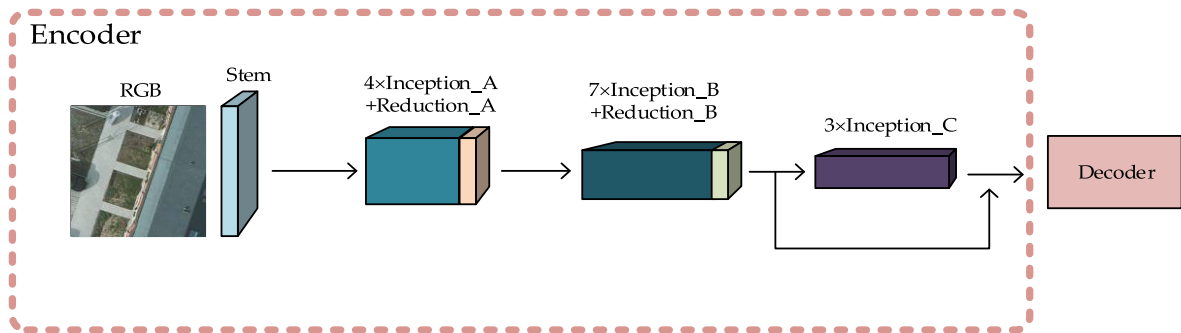 Encoder
RGB
Stem
4×Inception_A
+Reduction_A
7×Inception_B
+Reduction_B
3×Inception_C
Decoder